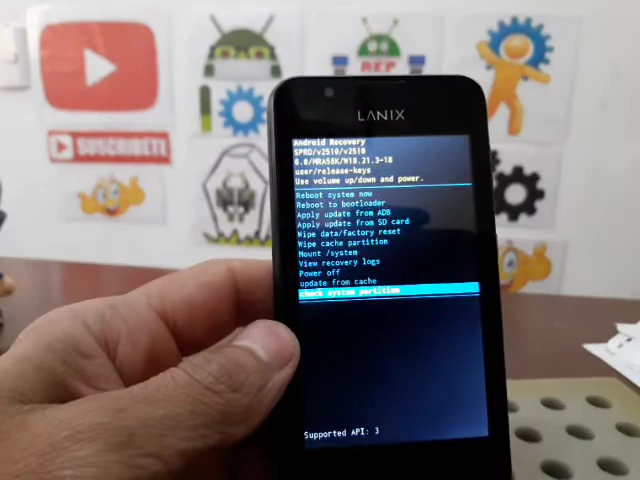 REP
SUSCRIBETE
LANIX
Android Recovery
SPRD/v2510/v2510
6.0/MRA58K/W18.21.3-18
user/release-keys
Use volume up/down and power.
Reboot system now
Reboot to bootloader
Apply update from ADB
Apply update from SD card
Wipe data/factory reset
Wipe cache partition
Mount /system
View recovery logs
Power off
update from cache
check system partition
Supported API: 3